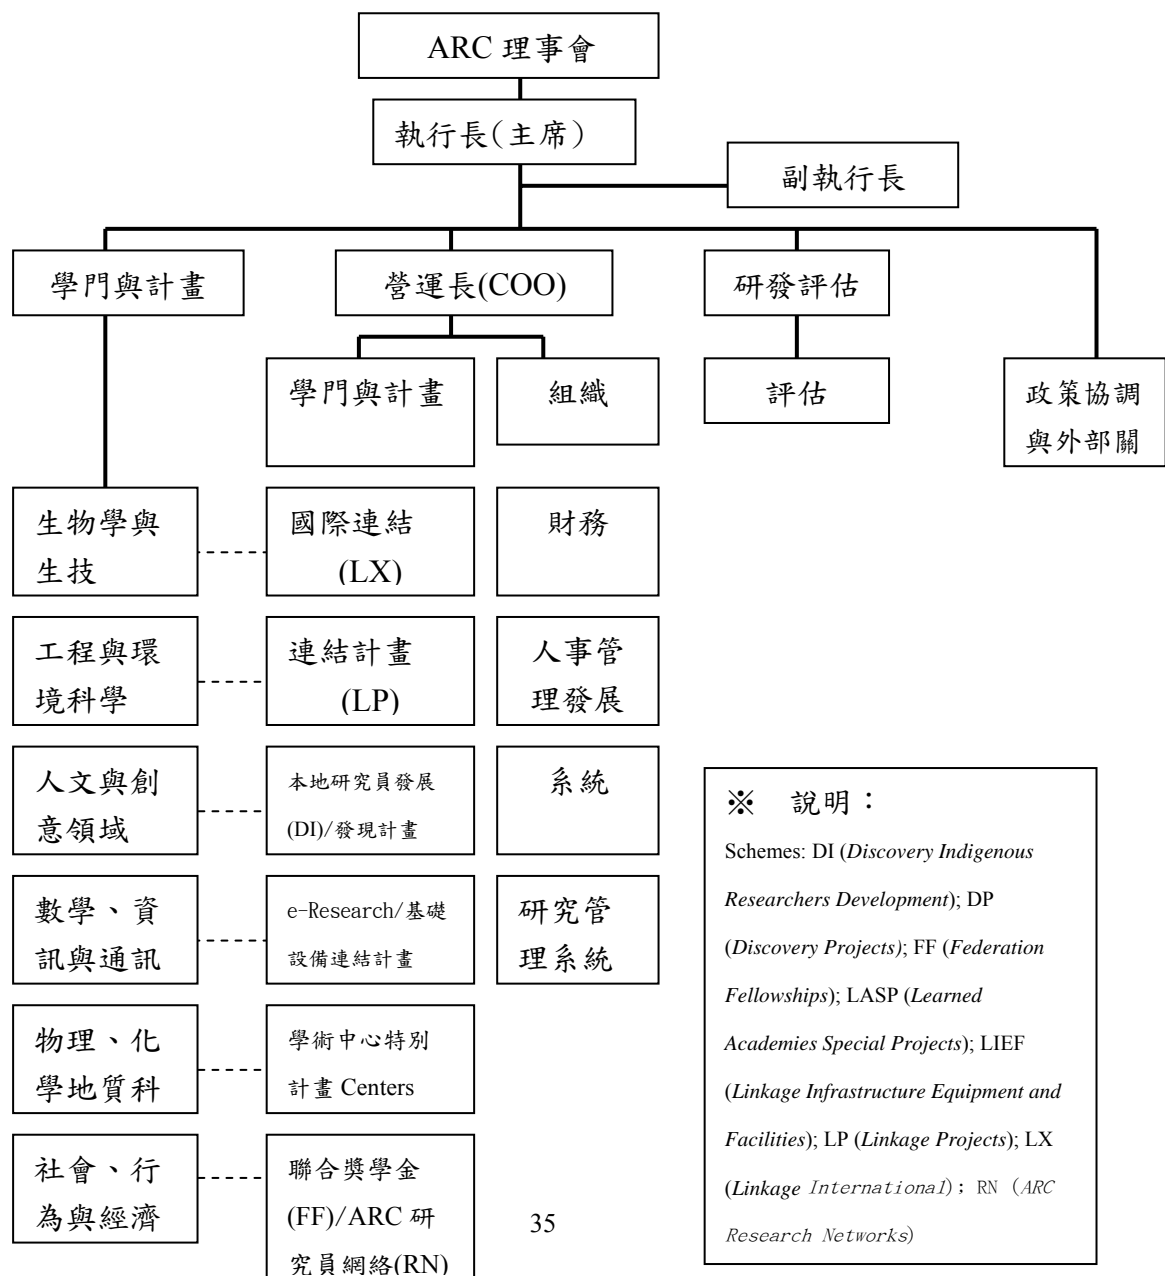 ARC 理事會
執行長(主席)
副執行長
學門與計畫
營運長(COO)
研發評估
學門與計畫
組織
評估
政策協調
與外部關
生物學與
生技
國際連結
(LX)
財務
工程與環
境科學
連結計畫
(LP)
人事管
理發展
人文與創
意領域
本地研究員發展
(DI)/發現計畫
系統
數學、資
訊與通訊
e-Research/基礎
設備連結計畫
研究管
理系統
物理、化
學地質科
學術中心特別
計畫 Centers
社會、行
為與經濟
聯合獎學金
(FF)/ARC 研
究員網絡(RN)
※ 說明：
Schemes: DI (Discovery Indigenous
Researchers Development); DP
(Discovery Projects); FF (Federation
Fellowships); LASP (Learned
Academies Special Projects); LIEF
(Linkage Infrastructure Equipment and
Facilities); LP (Linkage Projects); LX
(Linkage International); RN (ARC
Research Networks)
35